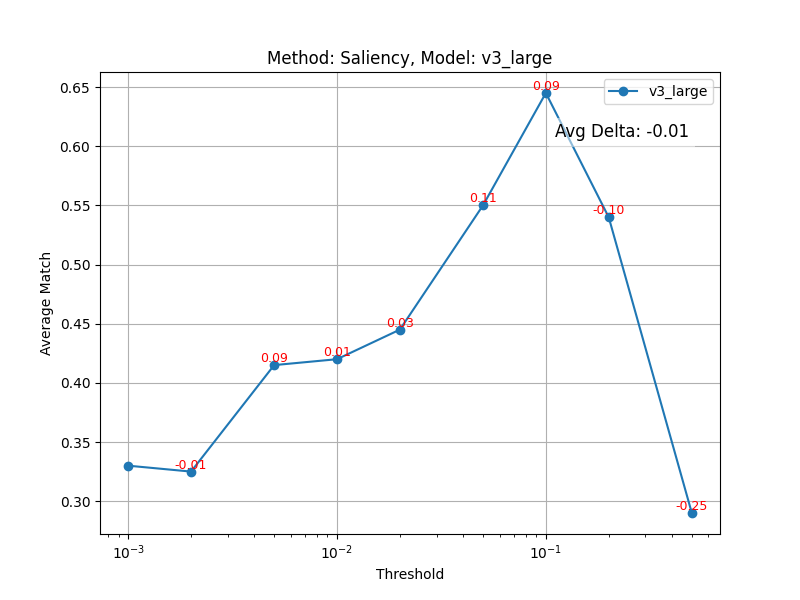 Method: Saliency, Model: v3_large
v3_large
Avg Delta: -0.01
0.09
0.11
-0.10
0.03
0.01
0.09
-0.01
-0.25
0.65
0.60
0.55
0.50
0.45
0.40
0.35
0.30
Average Match
10⁻³ 10⁻² 10⁻¹
Threshold